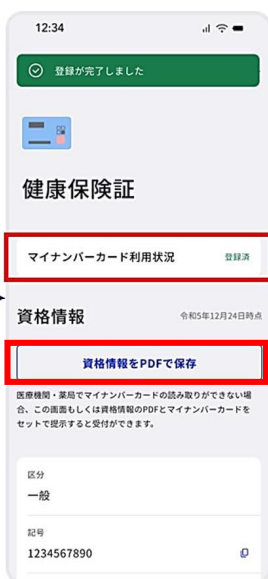 12:34
登録が完了しました
健康保険証
マイナンバーカード利用状況 登録済
資格情報 令和5年12月24日時点
資格情報をPDFで保存
医療機関・薬局でマイナンバーカードの読み取りができない場
合、この画面もしくは資格情報のPDFとマイナンバーカードを
セットで提示すると受付ができます。
区分
一般
記号
1234567890